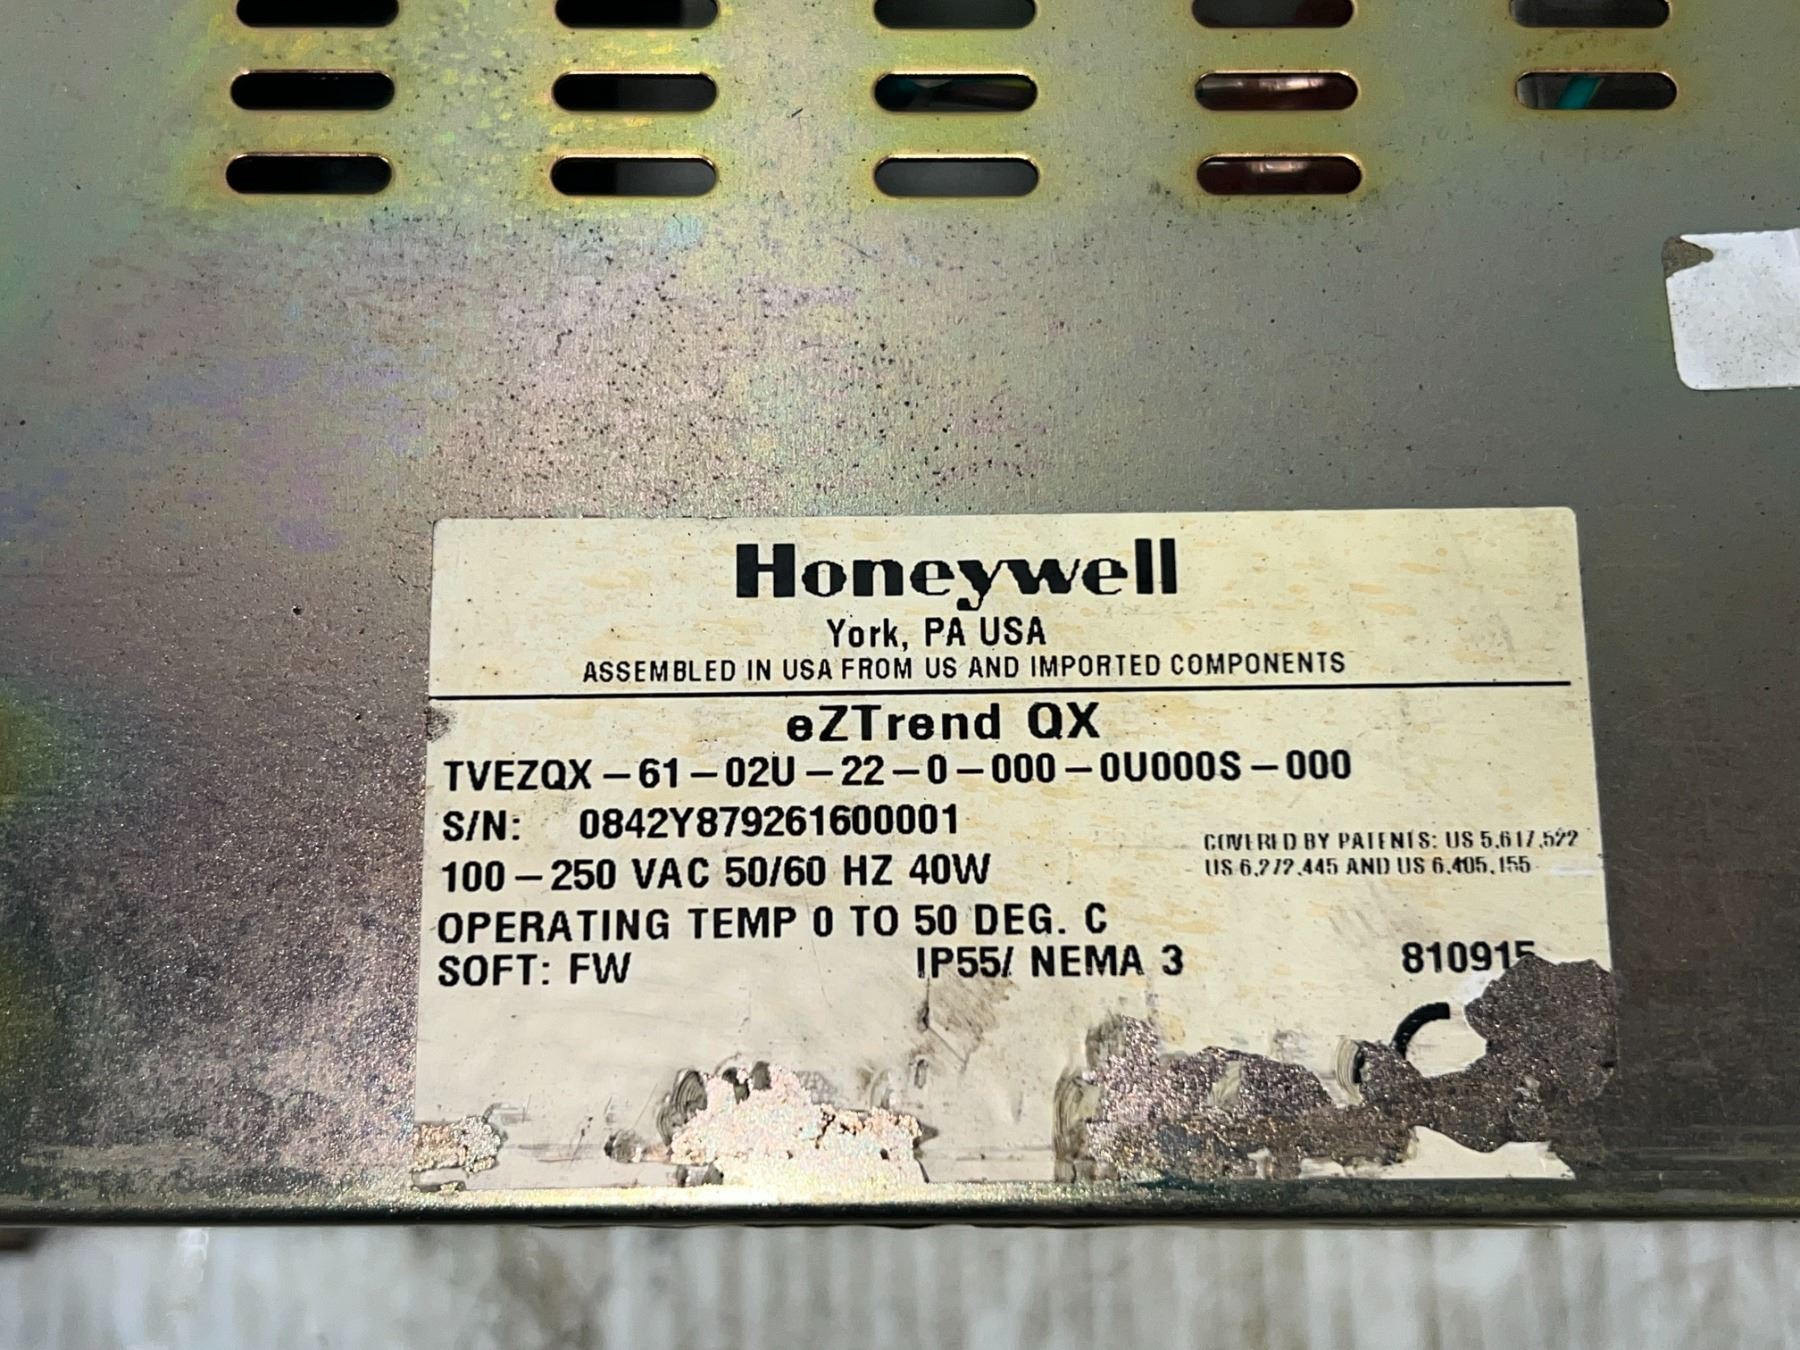 Honeywell
York, PA USA
ASSEMBLED IN USA FROM US AND IMPORTED COMPONENTS
eZTrend QX
TVEZQX-61-02U-22-0-000-0U000S-000
S/N: 0842Y879261600001
100-250 VAC 50/60 HZ 40W
COVERED BY PATENTS: US 5,617,522
US 6,272,445 AND US 6,405,155
OPERATING TEMP 0 TO 50 DEG. C
SOFT: FW IP55/ NEMA 3 810915